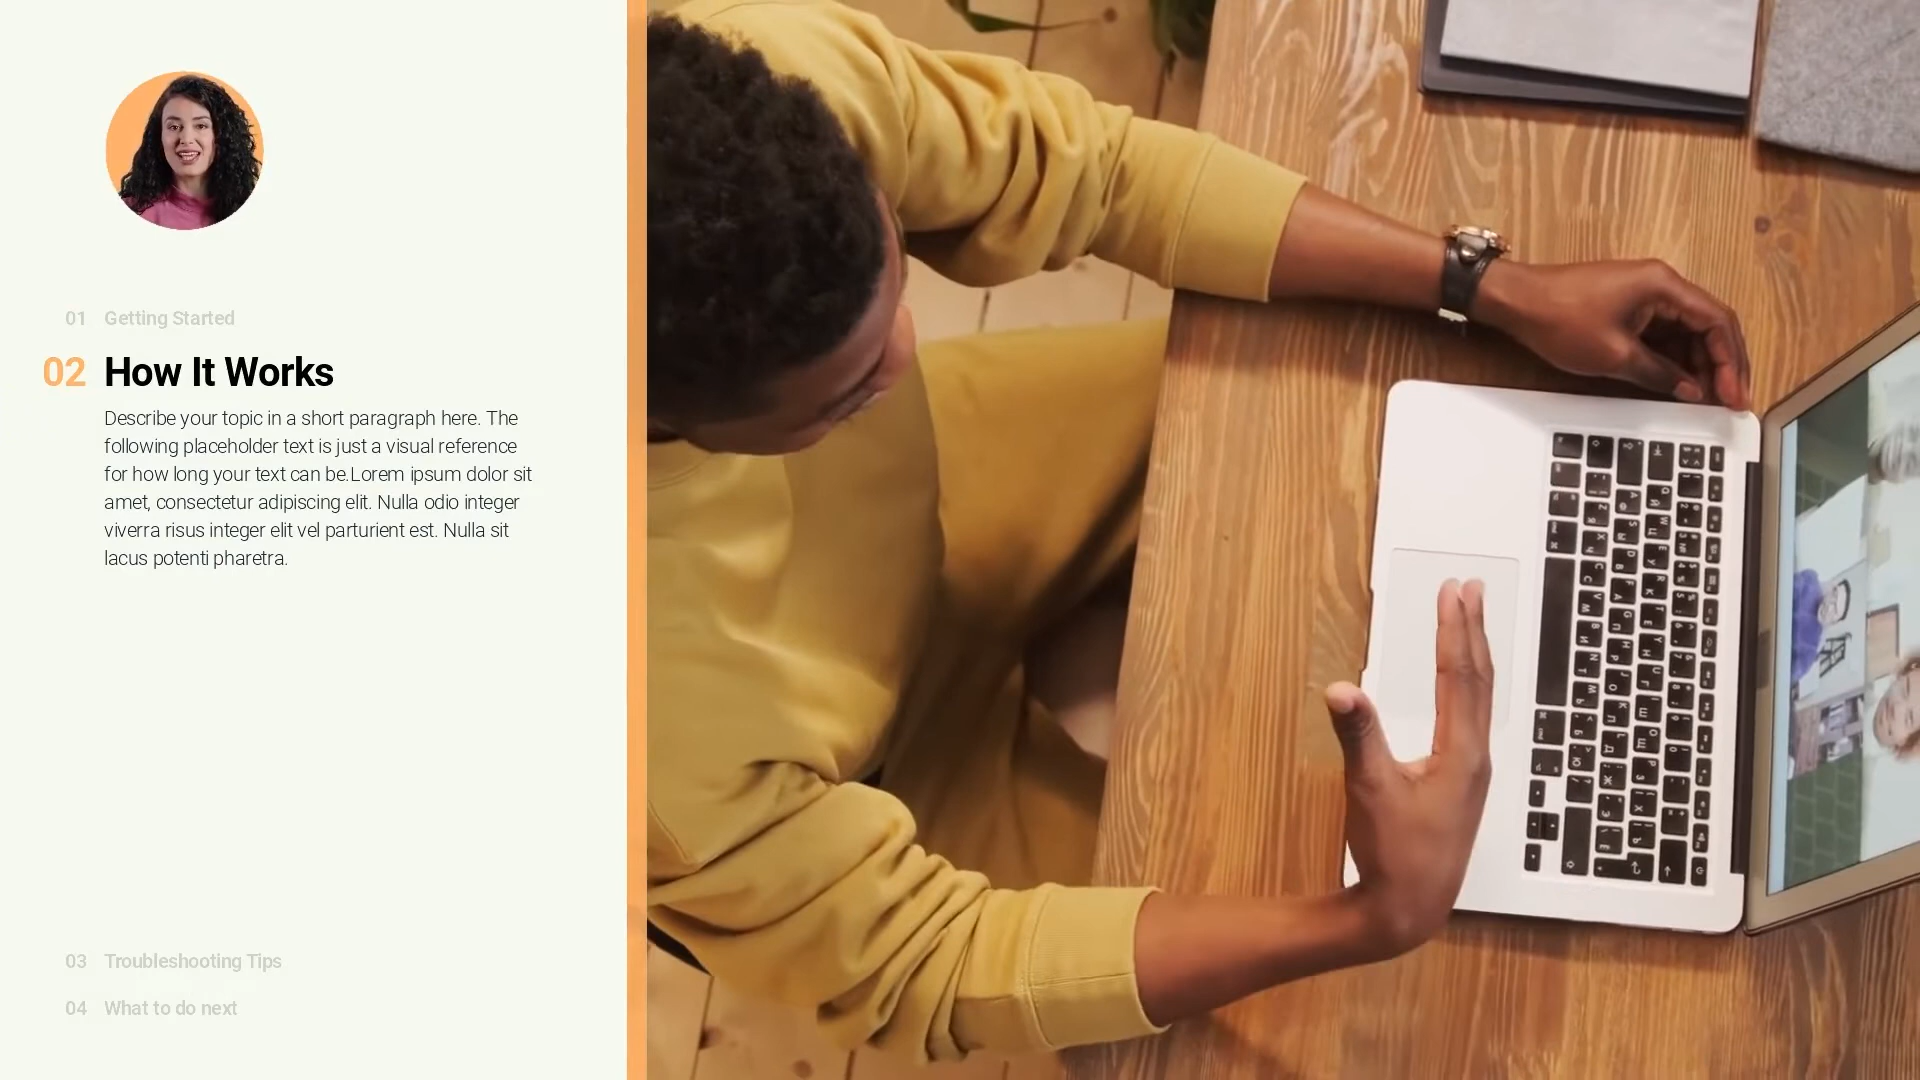 01 Getting Started
02 How It Works
Describe your topic in a short paragraph here. The
following placeholder text is just a visual reference
for how long your text can be.Lorem ipsum dolor sit
amet, consectetur adipiscing elit. Nulla odio integer
viverra risus integer elit vel parturient est. Nulla sit
lacus potenti pharetra.
03 Troubleshooting Tips
04 What to do next